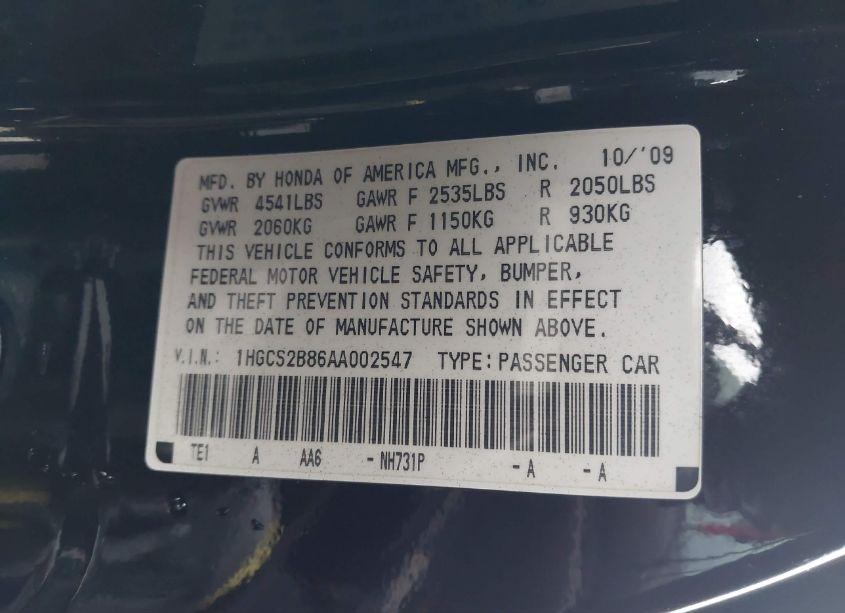 MFD. BY HONDA OF AMERICA MFG., INC. 10/'09
GVWR 4541LBS GAWR F 2535LBS R 2050LBS
GVWR 2060KG GAWR F 1150KG R 930KG
THIS VEHICLE CONFORMS TO ALL APPLICABLE
FEDERAL MOTOR VEHICLE SAFETY, BUMPER,
AND THEFT PREVENTION STANDARDS IN EFFECT
ON THE DATE OF MANUFACTURE SHOWN ABOVE.
V.I.N.: 1HGCS2B86AA002547 TYPE: PASSENGER CAR
TE1 A AA6 - NH731P - A - A